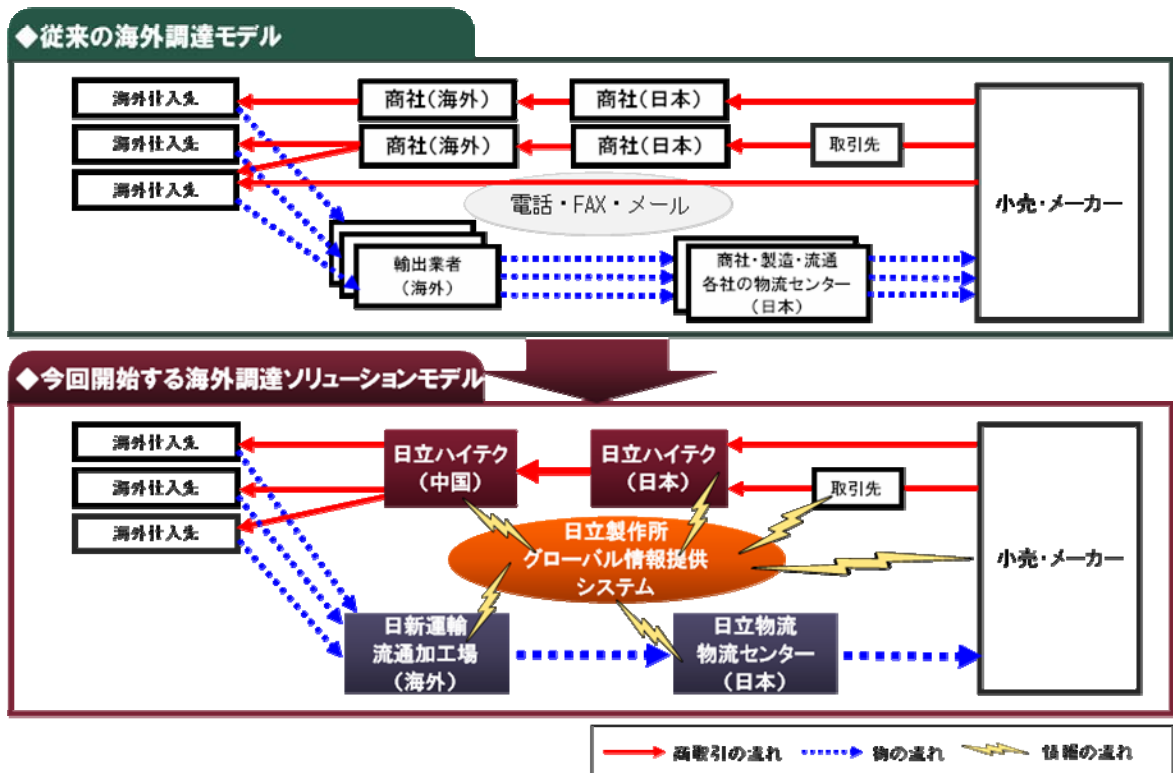 ◆従来の海外調達モデル
海外仕入先
商社(海外)
商社(日本)
海外仕入先
商社(海外)
商社(日本)
取引先
海外仕入先
電話・FAX・メール
小売・メーカー
輸出業者
(海外)
商社・製造・流通
各社の物流センター
(日本)
◆今回開始する海外調達ソリューションモデル
海外仕入先
日立ハイテク
(中国)
日立ハイテク
(日本)
海外仕入先
取引先
海外仕入先
日立製作所
グローバル情報提供
システム
小売・メーカー
日新運輸
流通加工場
(海外)
日立物流
物流センター
(日本)
商取引の流れ
物の流れ
情報の流れ